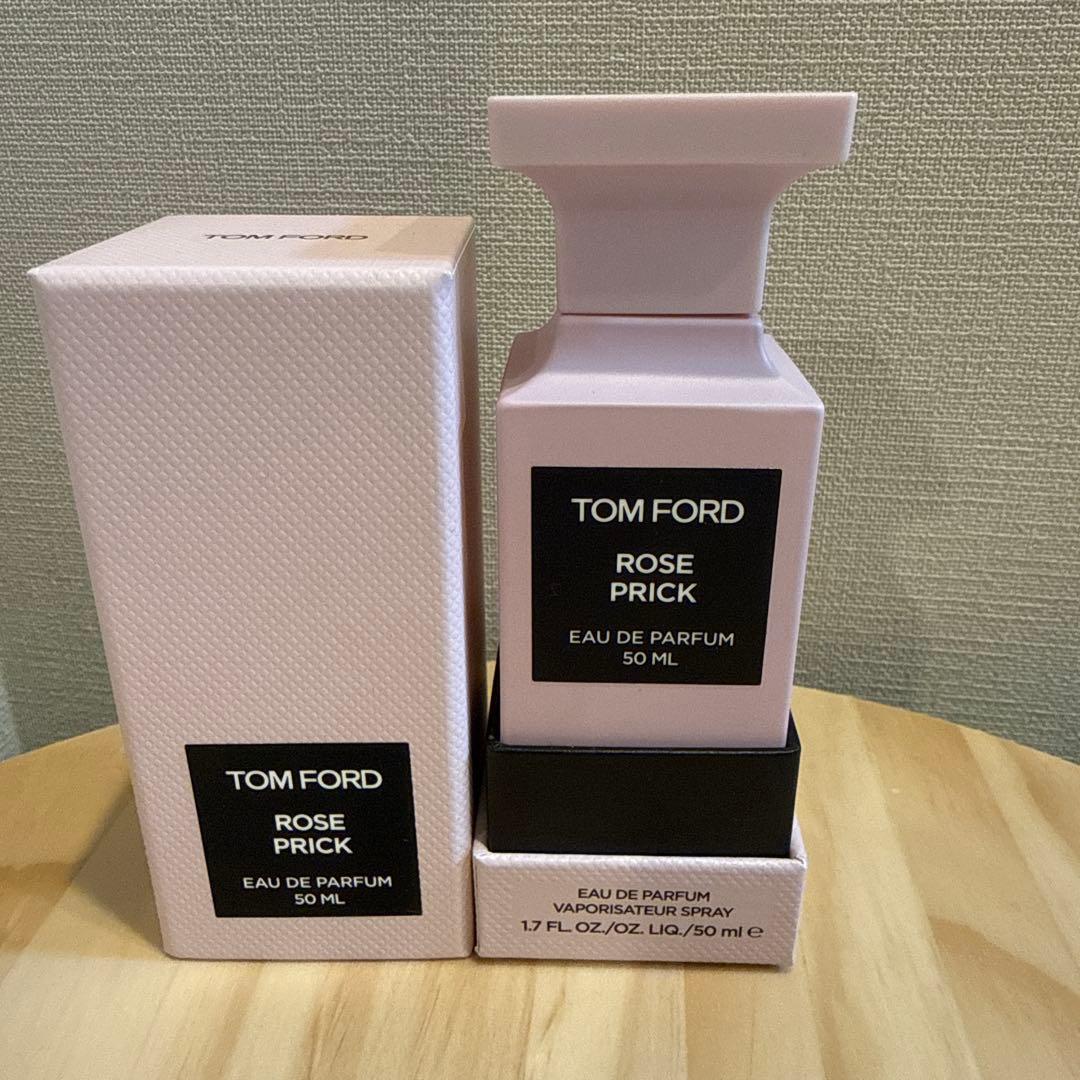 TOM FORD
TOM FORD
ROSE
PRICK
EAU DE PARFUM
50 ML
TOM FORD
ROSE
PRICK
EAU DE PARFUM
50 ML
EAU DE PARFUM
VAPORISATEUR SPRAY
1.7 FL. OZ./OZ. LIQ./50 ml ℮